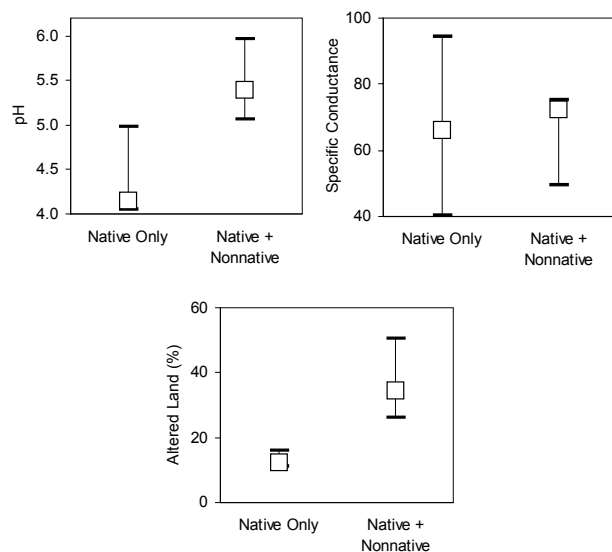 pH
6.0
5.5
5.0
4.5
4.0
Native Only
Native +
Nonnative
Specific Conductance
100
80
60
40
Native Only
Native +
Nonnative
Altered Land (%)
60
40
20
0
Native Only
Native +
Nonnative